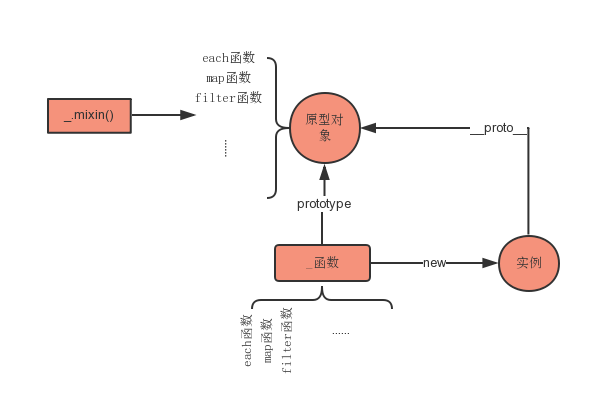 each函数
map函数
filter函数
......
_.mixin()
原型对
象
__proto__
prototype
_函数
new
实例
each函数
map函数
filter函数
......